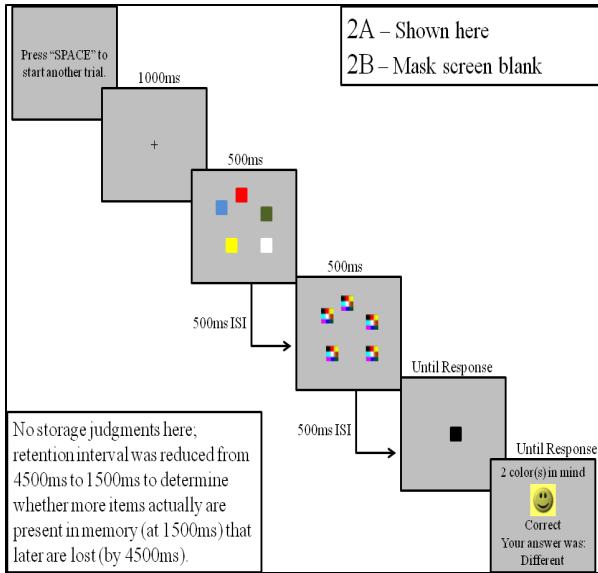 Press “SPACE” to
start another trial.
2A – Shown here
2B – Mask screen blank
1000ms
+
500ms
500ms
500ms ISI
Until Response
500ms ISI
Until Response
2 color(s) in mind
Correct
Your answer was:
Different
No storage judgments here;
retention interval was reduced from
4500ms to 1500ms to determine
whether more items actually are
present in memory (at 1500ms) that
later are lost (by 4500ms).